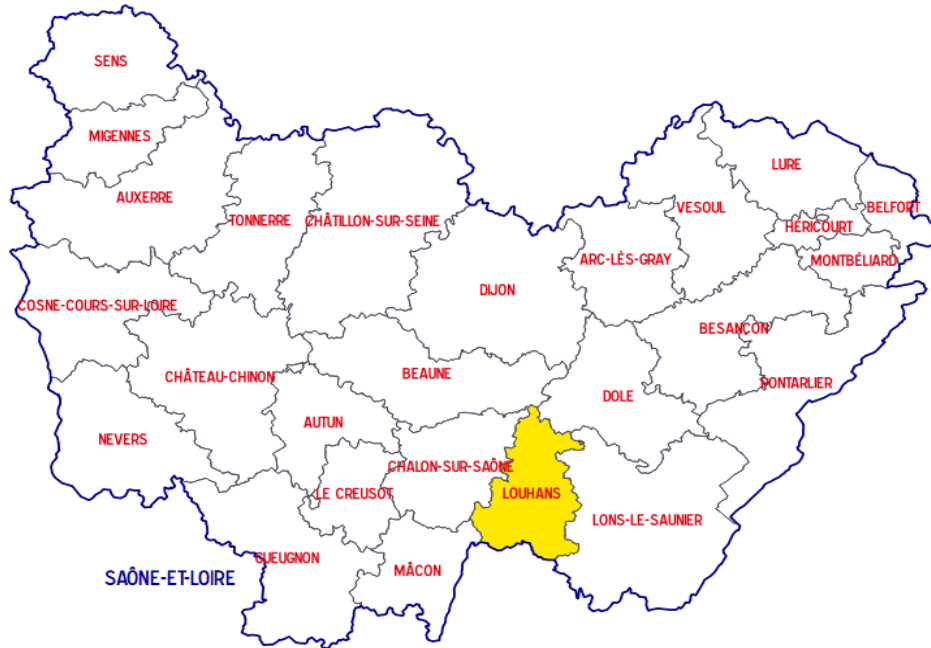 SENS
MIGENNES
LURE
AUXERRE
BELFORT
VESOUL
TONNERRE
CHÂTILLON-SUR-SEINE
HÉRICOURT
ARC-LÈS-GRAY
MONTBÉLIARD
DIJON
COSNE-COURS-SUR-LOIRE
BESANÇON
BEAUNE
CHÂTEAU-CHINON
PONTARLIER
DOLE
AUTUN
NEVERS
CHALON-SUR-SAÔNE
LE CREUSOT
LOUHANS
LONS-LE-SAUNIER
GUEUGNON
MÂCON
SAÔNE-ET-LOIRE